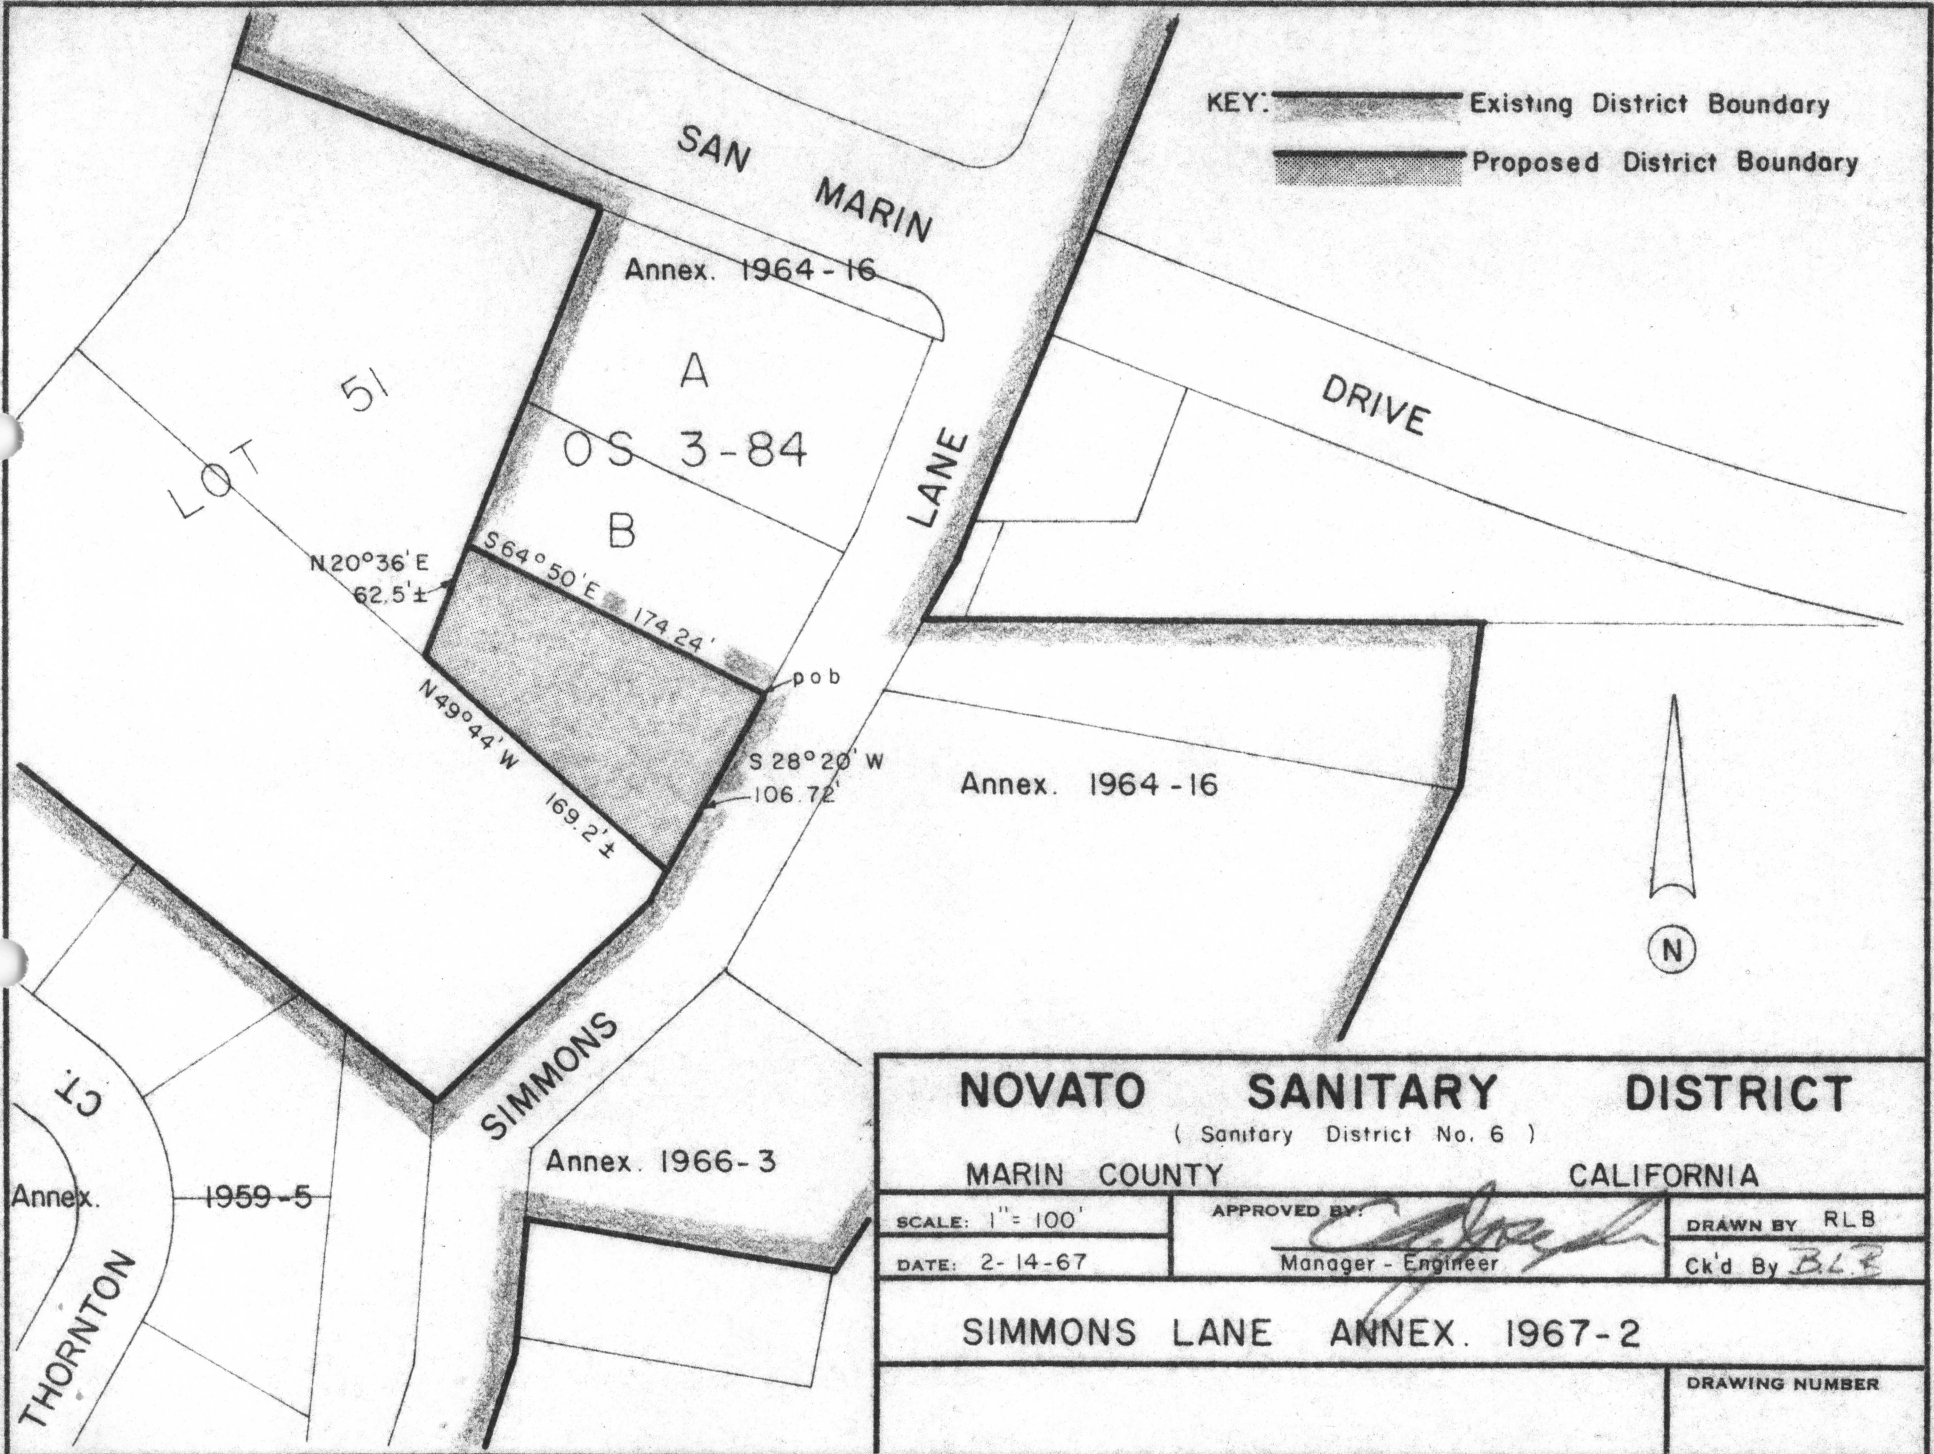 KEY: Existing District Boundary
Proposed District Boundary
SAN MARIN
DRIVE
Annex. 1964-16
A
OS 3-84
B
LOT 51
LANE
N 20°36' E
62.5'±
S 64°50' E 174.24'
pob
N 49°44' W 169.2'±
S 28°20' W
106.72'
Annex. 1964-16
N
SIMMONS
CT.
Annex. 1959-5
THORNTON
Annex. 1966-3
NOVATO SANITARY DISTRICT
( Sanitary District No. 6 )
MARIN COUNTY CALIFORNIA
SCALE: 1" = 100'
APPROVED BY:
Manager - Engineer
DRAWN BY RLB
DATE: 2-14-67
Ck'd By B.L.B
SIMMONS LANE ANNEX. 1967-2
DRAWING NUMBER